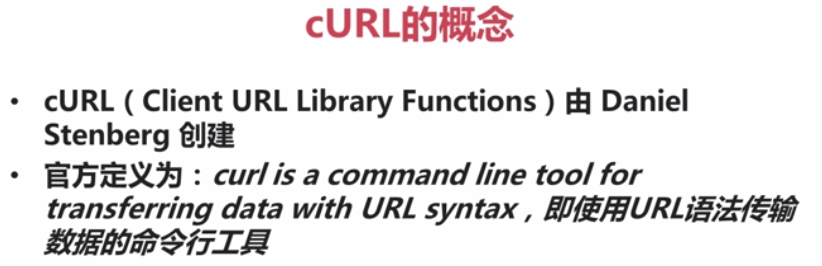 cURL的概念
• cURL（Client URL Library Functions）由 Daniel
Stenberg 创建
• 官方定义为：curl is a command line tool for
transferring data with URL syntax，即使用URL语法传输
数据的命令行工具